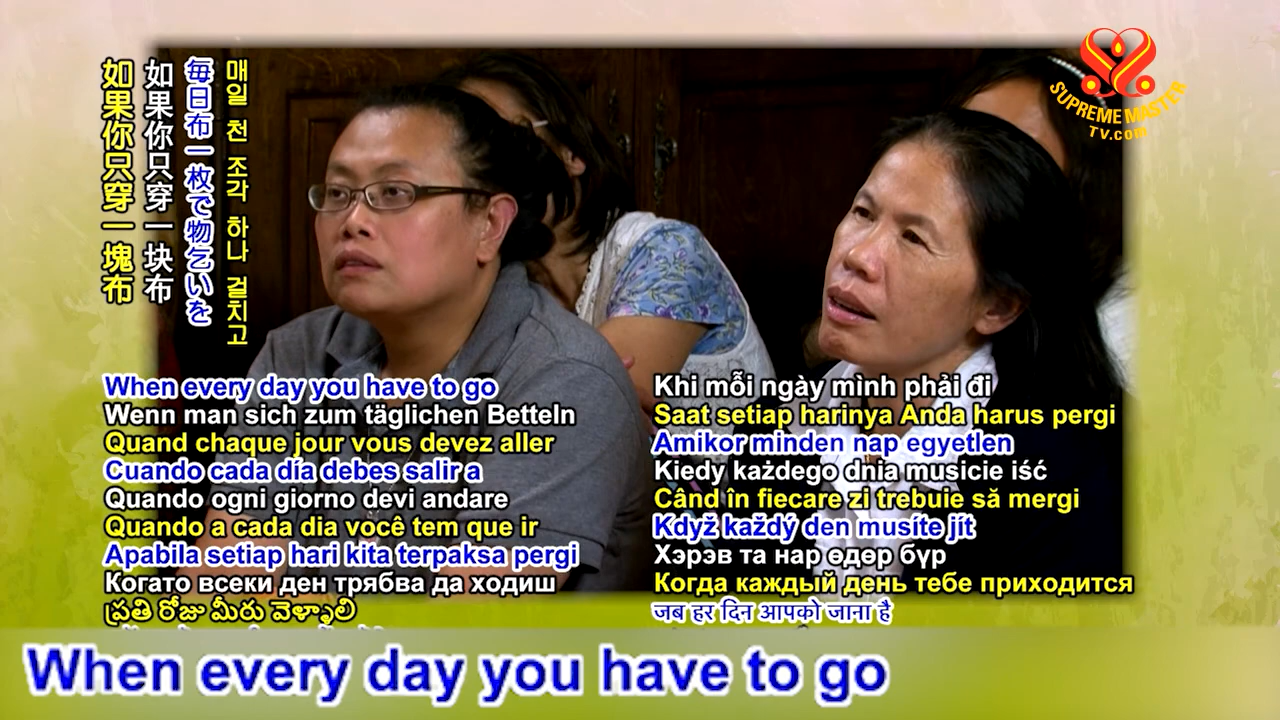 如果你只穿一塊布
如果你只穿一块布
毎日布一枚で物乞いを
매일 천 조각 하나 걸치고
SUPREME MASTER
TV.com
When every day you have to go
Wenn man sich zum täglichen Betteln
Quand chaque jour vous devez aller
Cuando cada día debes salir a
Quando ogni giorno devi andare
Quando a cada dia você tem que ir
Apabila setiap hari kita terpaksa pergi
Когато всеки ден трябва да ходиш
ప్రతి రోజు మీరు వెళ్ళాలి
Khi mỗi ngày mình phải đi
Saat setiap harinya Anda harus pergi
Amikor minden nap egyetlen
Kiedy każdego dnia musicie iść
Când în fiecare zi trebuie să mergi
Když každý den musíte jít
Хэрэв та нар өдөр бүр
Когда каждый день тебе приходится
जब हर दिन आपको जाना है
When every day you have to go